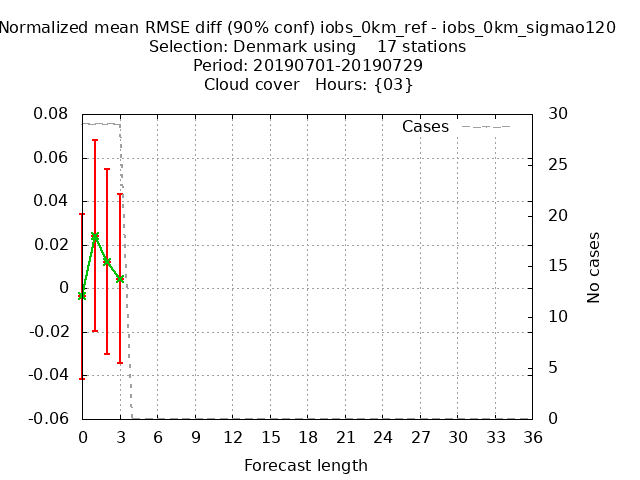 Normalized mean RMSE diff (90% conf) iobs_0km_ref - iobs_0km_sigmao120
Selection: Denmark using    17 stations
Period: 20190701-20190729
Cloud cover   Hours: {03}
Cases
0.08
0.06
0.04
0.02
0
-0.02
-0.04
-0.06
30
25
20
15
10
5
0
No cases
0 3 6 9 12 15 18 21 24 27 30 33 36
Forecast length